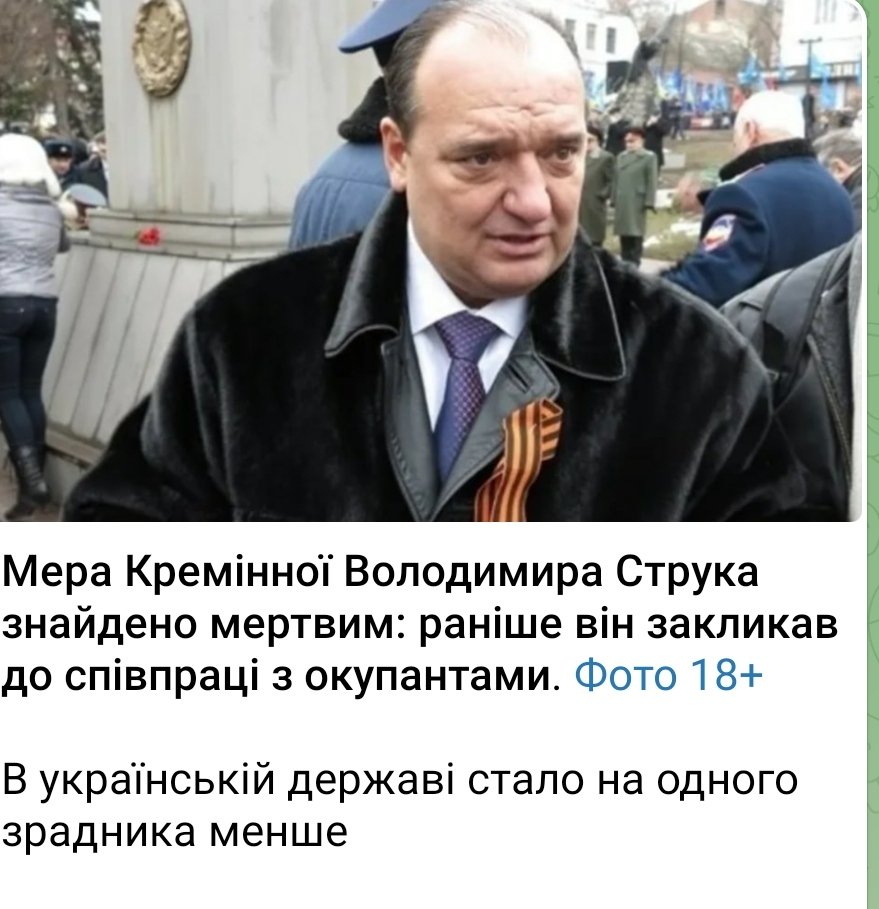 Мера Кремінної Володимира Струка
знайдено мертвим: раніше він закликав
до співпраці з окупантами. Фото 18+
В українській державі стало на одного
зрадника менше